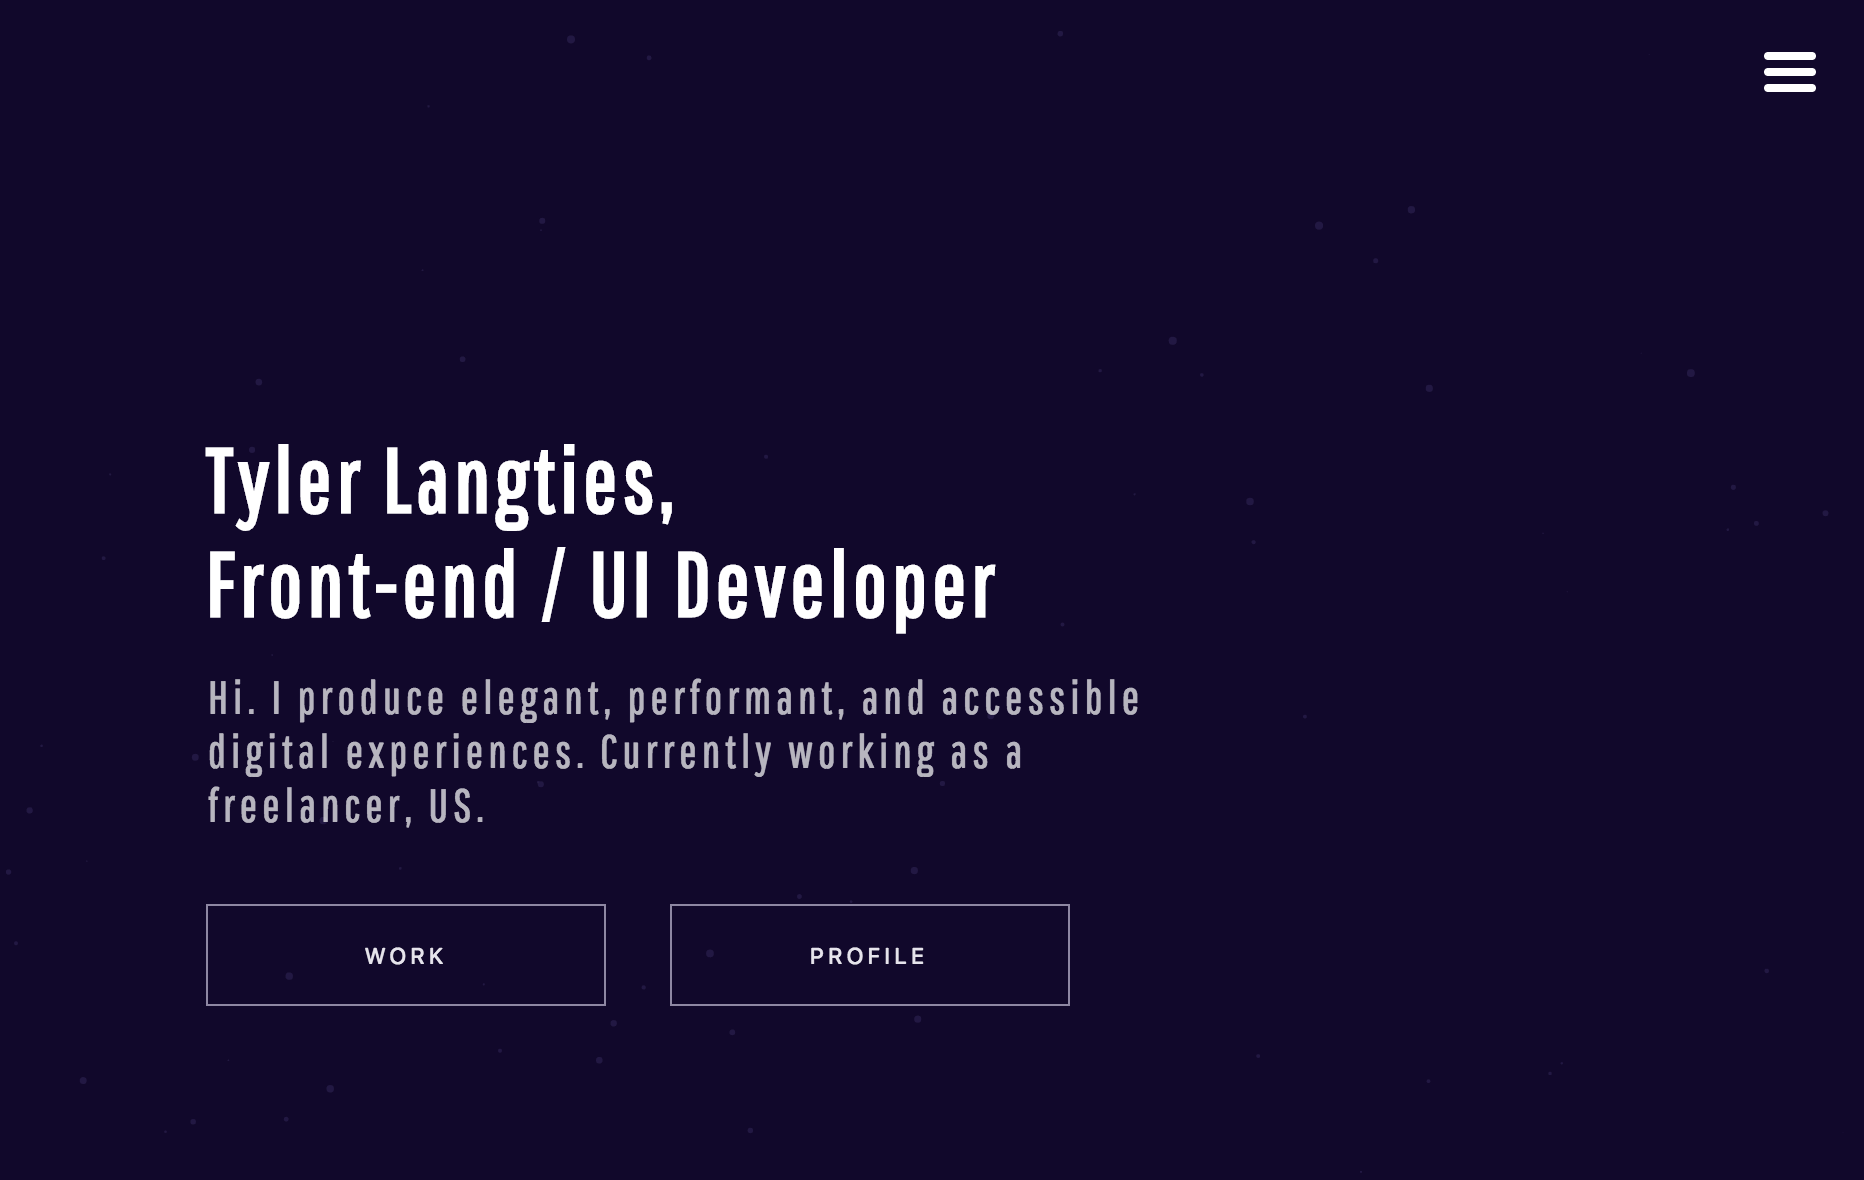 Tyler Langties,
Front-end / UI Developer
Hi. I produce elegant, performant, and accessible
digital experiences. Currently working as a
freelancer, US.
WORK
PROFILE